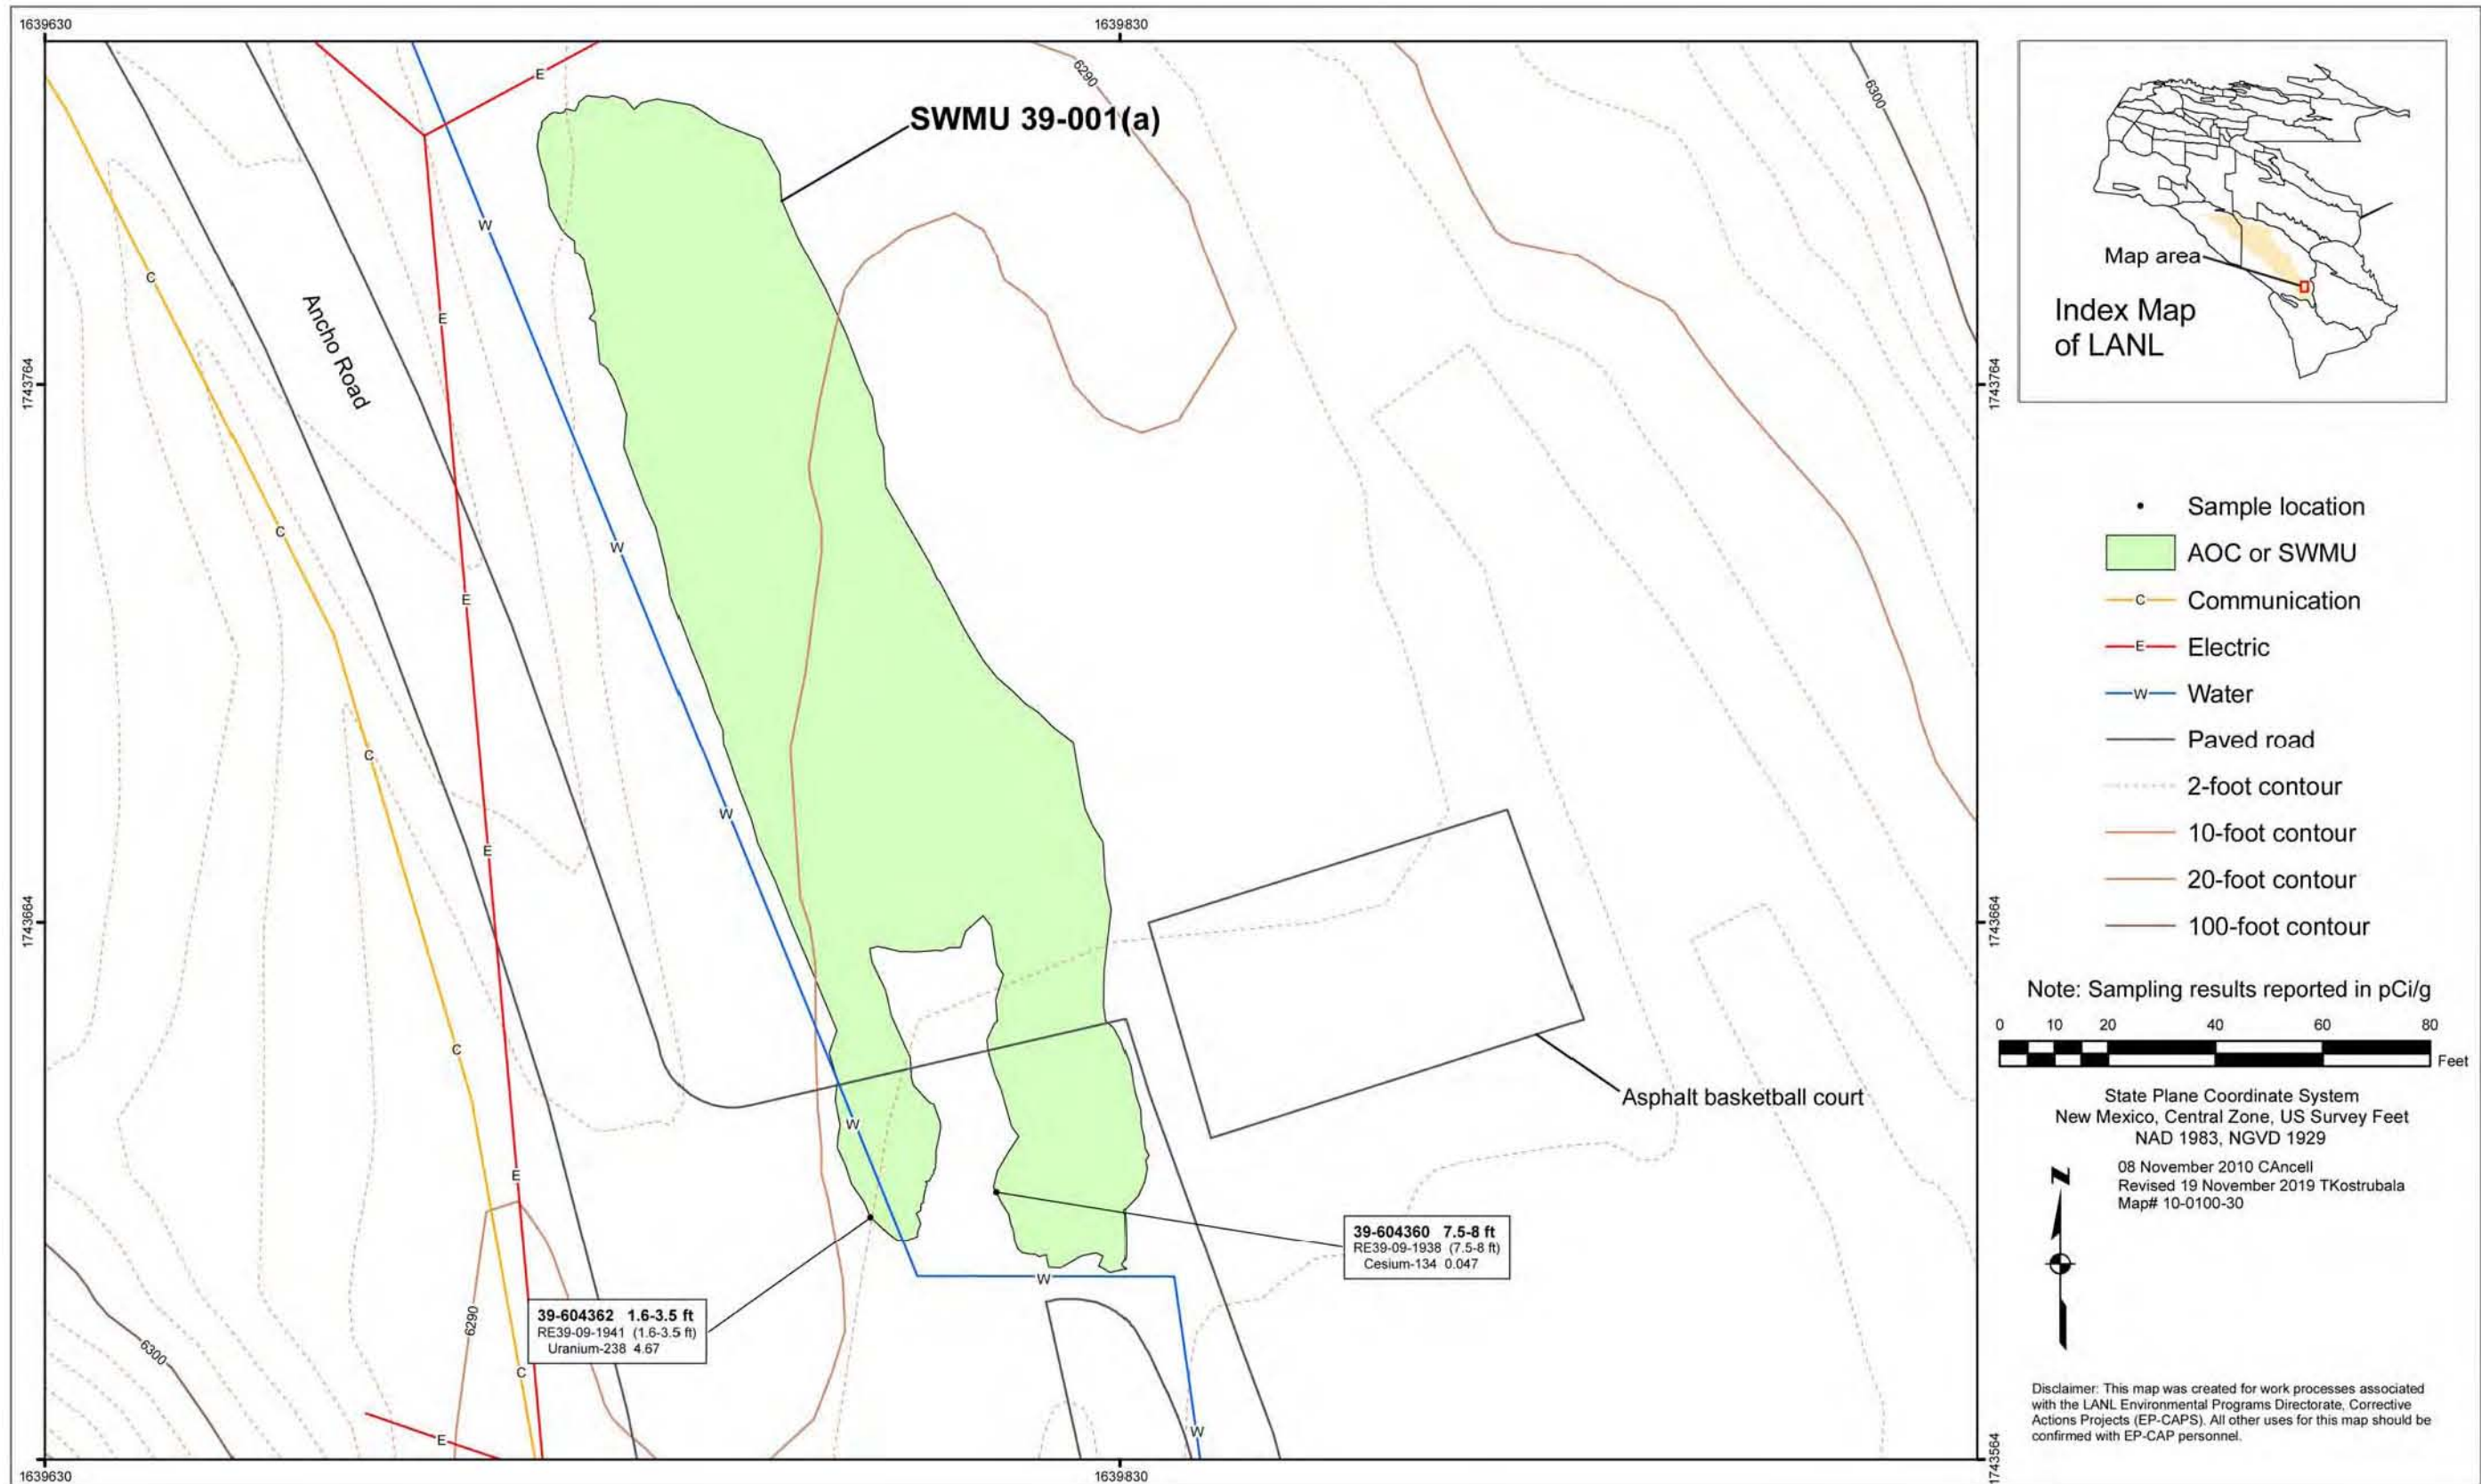 1639630
1639830
6290
6300
SWMU 39-001(a)
E
W
C
Ancho Road
E
1743764
1743764
W
C
E
C
W
E
1743664
1743664
C
W
E
Asphalt basketball court
39-604360 7.5-8 ft
RE39-09-1938 (7.5-8 ft)
Cesium-134 0.047
W
39-604362 1.6-3.5 ft
RE39-09-1941 (1.6-3.5 ft)
Uranium-238 4.67
6290
6300
C
E
W
1743564
1639630
1639830
Map area
Index Map
of LANL
Sample location
AOC or SWMU
C Communication
E Electric
W Water
Paved road
2-foot contour
10-foot contour
20-foot contour
100-foot contour
Note: Sampling results reported in pCi/g
0 10 20 40 60 80
Feet
State Plane Coordinate System
New Mexico, Central Zone, US Survey Feet
NAD 1983, NGVD 1929
N
08 November 2010 CAncell
Revised 19 November 2019 TKostrubala
Map# 10-0100-30
Disclaimer: This map was created for work processes associated
with the LANL Environmental Programs Directorate, Corrective
Actions Projects (EP-CAPS). All other uses for this map should be
confirmed with EP-CAP personnel.